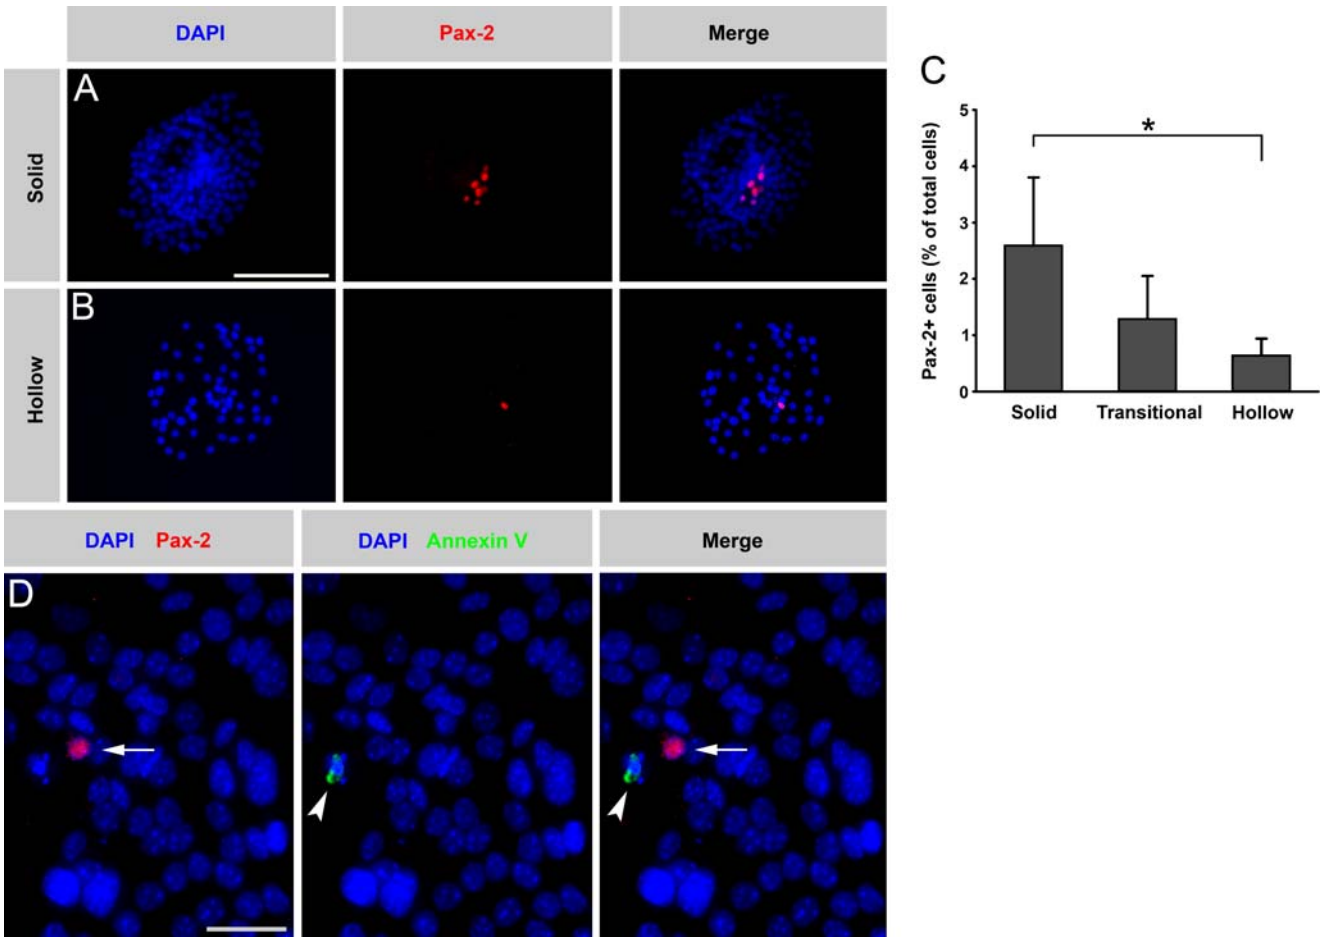 DAPI Pax-2 Merge
Solid
A
Hollow
B
C
Pax-2+ cells (% of total cells)
5
4
3
2
1
0
*
Solid Transitional Hollow
DAPI Pax-2
DAPI Annexin V
Merge
D